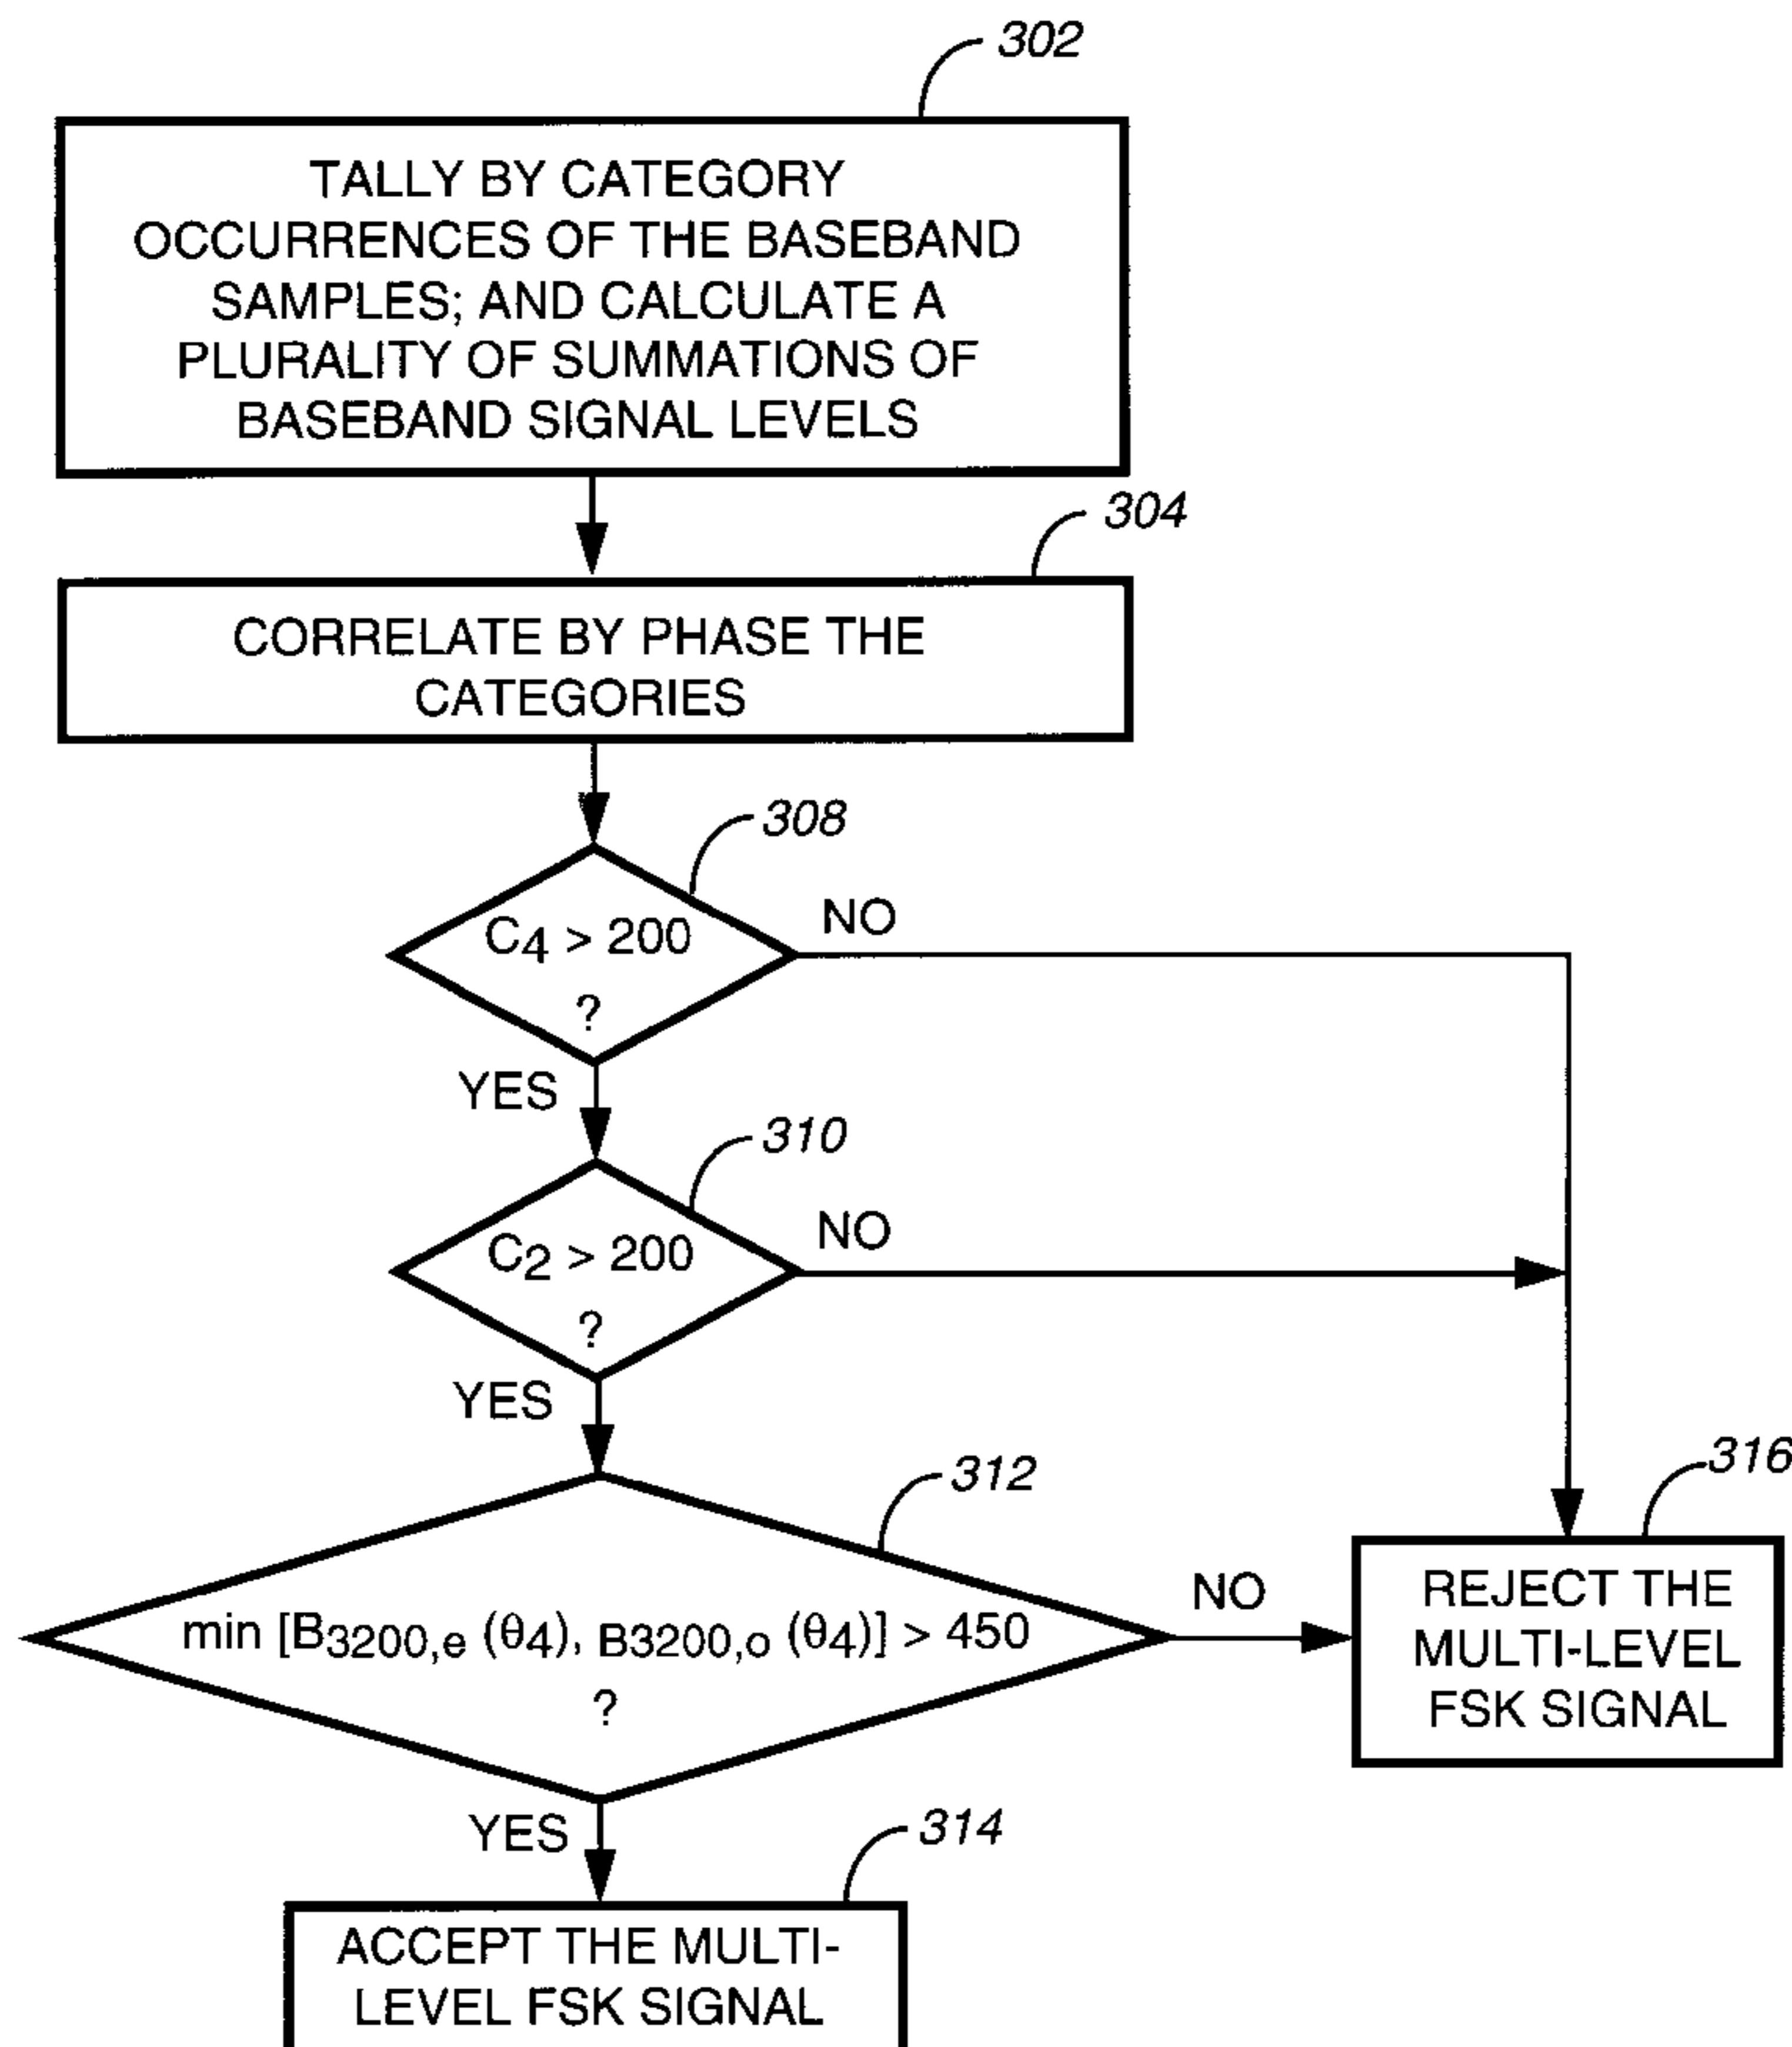 302
TALLY BY CATEGORY
OCCURRENCES OF THE BASEBAND
SAMPLES; AND CALCULATE A
PLURALITY OF SUMMATIONS OF
BASEBAND SIGNAL LEVELS
304
CORRELATE BY PHASE THE
CATEGORIES
308
C4 > 200
?
NO
YES
310
C2 > 200
?
NO
YES
312
min [B3200,e (θ4), B3200,o (θ4)] > 450
?
NO
YES
316
REJECT THE
MULTI-LEVEL
FSK SIGNAL
314
ACCEPT THE MULTI-
LEVEL FSK SIGNAL